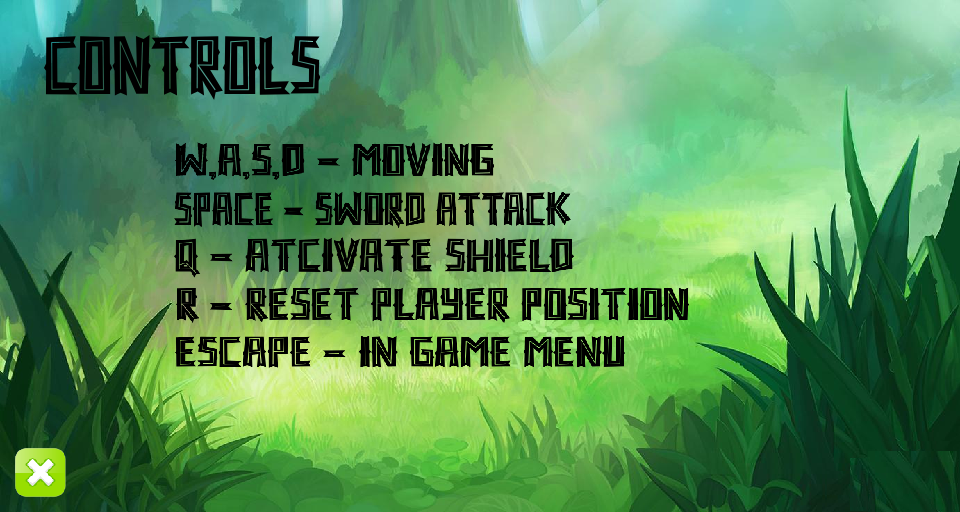 CONTROLS
W,A,S,D - MOVING
SPACE - SWORD ATTACK
Q - ATCIVATE SHIELD
R - RESET PLAYER POSITION
ESCAPE - IN GAME MENU